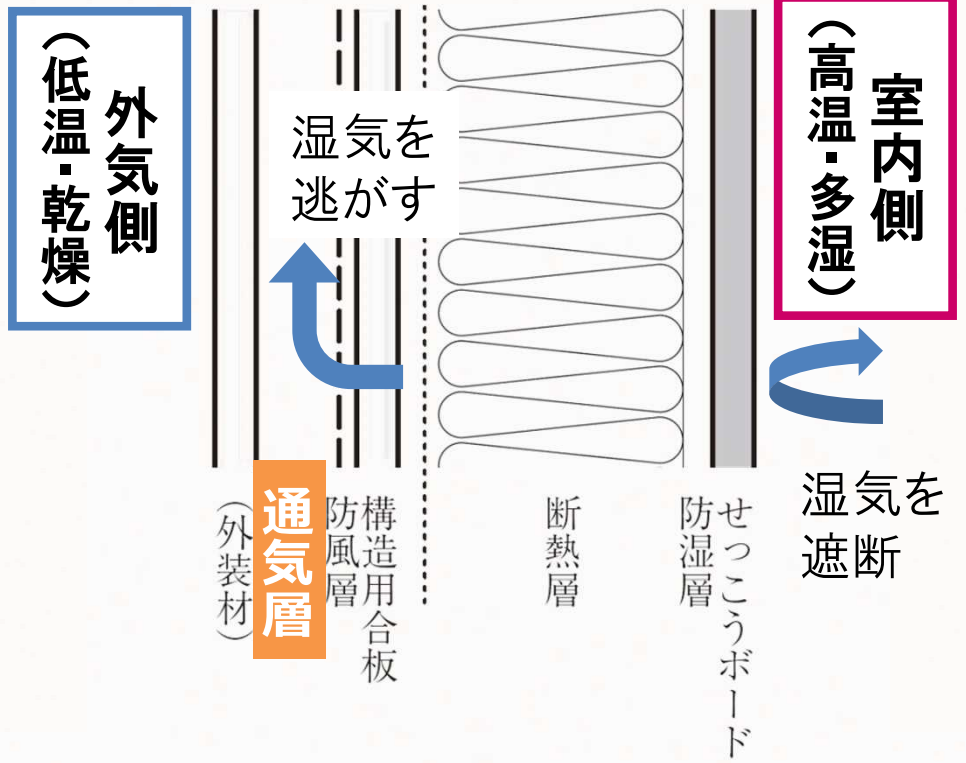 外気側
（低温・乾燥）
湿気を
逃がす
室内側
（高温・多湿）
湿気を
遮断
（外装材）
通気層
防風層
構造用合板
断熱層
防湿層
せっこうボード